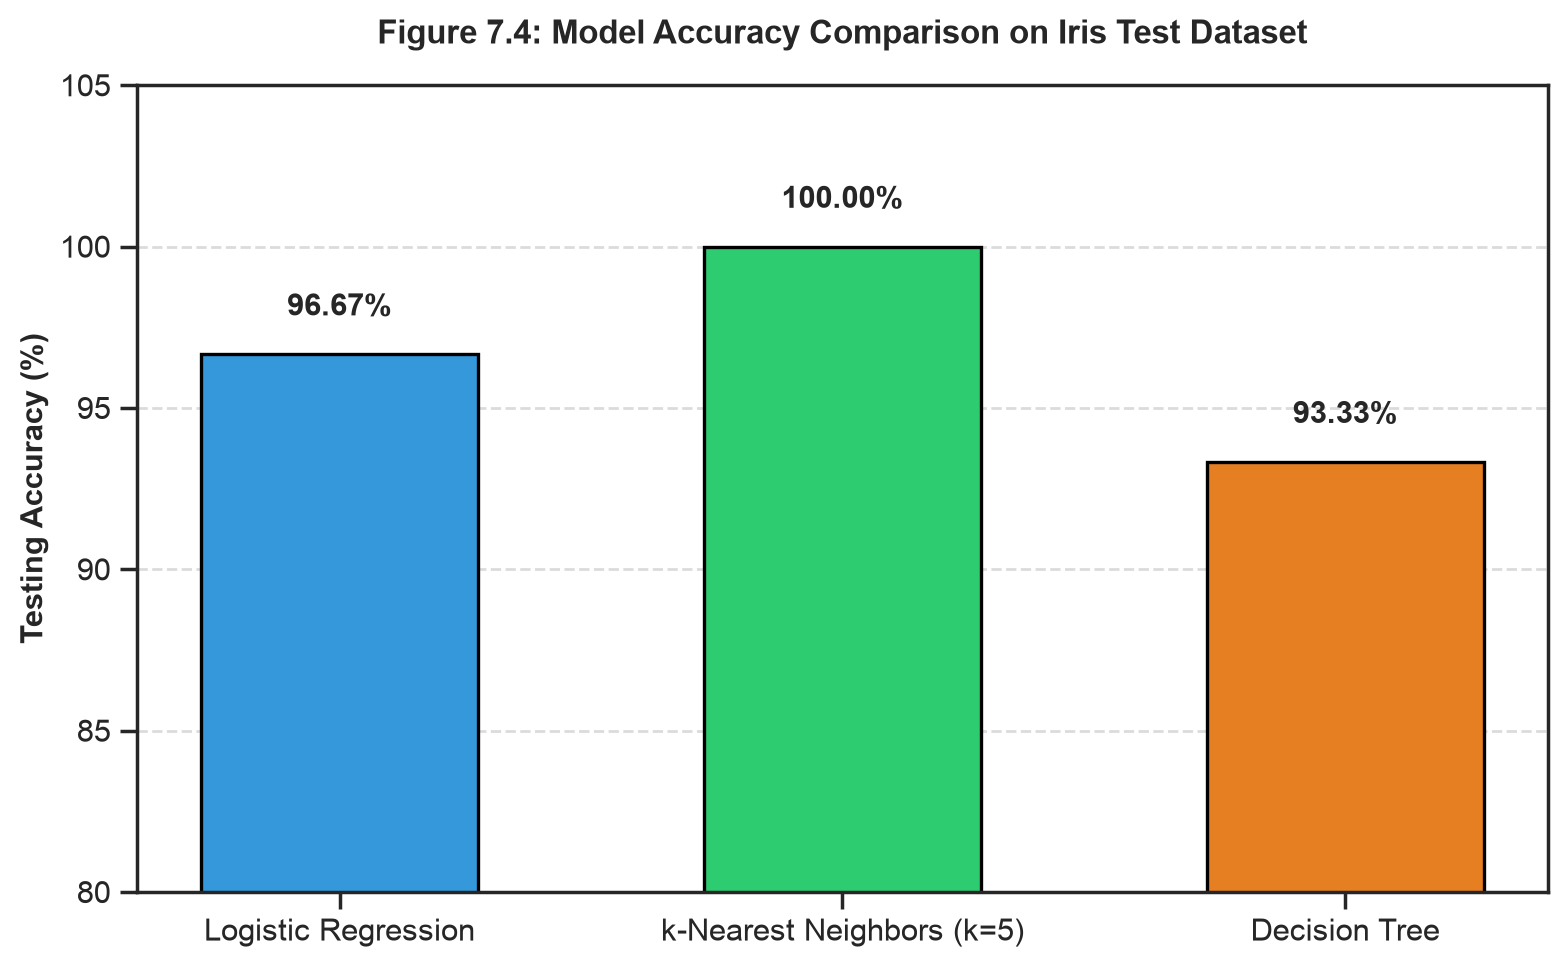 Figure 7.4: Model Accuracy Comparison on Iris Test Dataset
105
100.00%
100
96.67%
95
93.33%
90
85
80
Testing Accuracy (%)
Logistic Regression
k-Nearest Neighbors (k=5)
Decision Tree